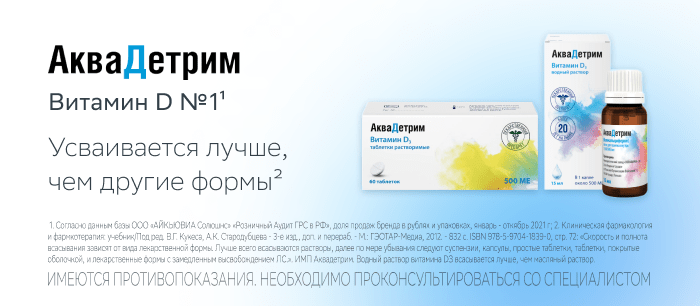 АкваДетрим
Витамин D №1¹
Усваивается лучше,
чем другие формы²
АкваДетрим
Витамин D₃
таблетки растворимые
60 таблеток
500 МЕ
АкваДетрим
Витамин D₃
водный раствор
20
15 мл
В 1 капле
около 500 МЕ
АкваДетрим
1. Согласно данным базы ООО «АЙКЬЮВИА Солюшнс» «Розничный Аудит ГРС в РФ», доля продаж бренда в рублях и упаковках, январь - октябрь 2021 г.; 2. Клиническая фармакология
и фармакотерапия: учебник/Под ред. В.Г. Кукеса, А.К. Стародубцева - 3-е изд., доп. и перераб. - М.: ГЭОТАР-Медиа, 2012. - 832 с. ISBN 978-5-9704-1839-0, стр. 72: «Скорость и полнота
всасывания зависят от вида лекарственной формы. Лучше всего всасываются растворы, далее по мере убывания следуют суспензии, капсулы, простые таблетки, таблетки, покрытые
оболочкой, и лекарственные формы с замедленным высвобождением ЛС.». ИМП Аквадетрим. Водный раствор витамина D3 всасывается лучше, чем масляный раствор.
ИМЕЮТСЯ ПРОТИВОПОКАЗАНИЯ. НЕОБХОДИМО ПРОКОНСУЛЬТИРОВАТЬСЯ СО СПЕЦИАЛИСТОМ